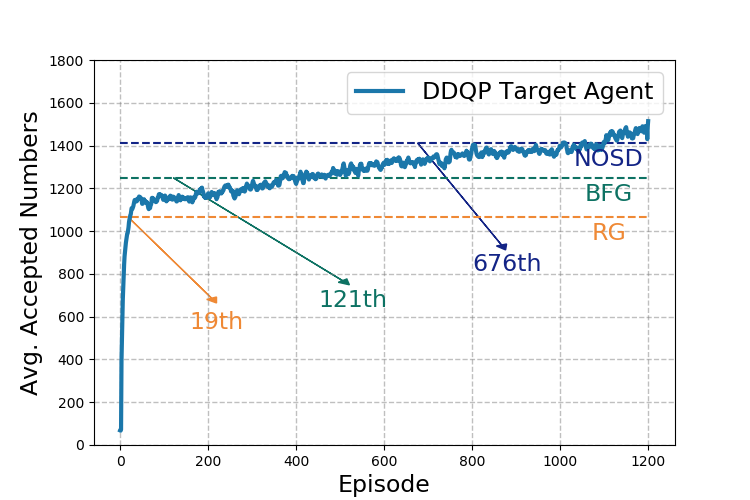 1800
1600
1400
1200
1000
800
600
400
200
0
Avg. Accepted Numbers
DDQP Target Agent
NOSD
BFG
RG
676th
121th
19th
0 200 400 600 800 1000 1200
Episode